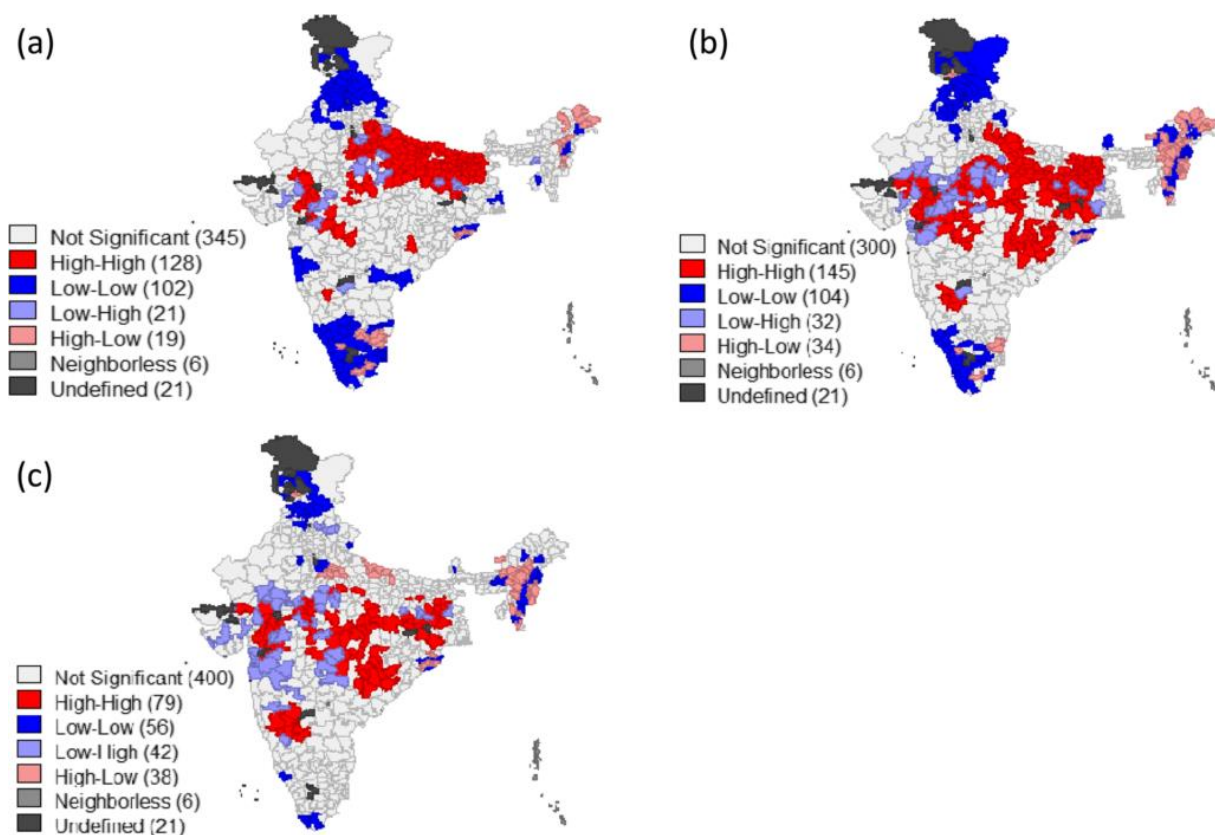 (a)
Not Significant (345)
High-High (128)
Low-Low (102)
Low-High (21)
High-Low (19)
Neighborless (6)
Undefined (21)
(b)
Not Significant (300)
High-High (145)
Low-Low (104)
Low-High (32)
High-Low (34)
Neighborless (6)
Undefined (21)
(c)
Not Significant (400)
High-High (79)
Low-Low (56)
Low-High (42)
High-Low (38)
Neighborless (6)
Undefined (21)